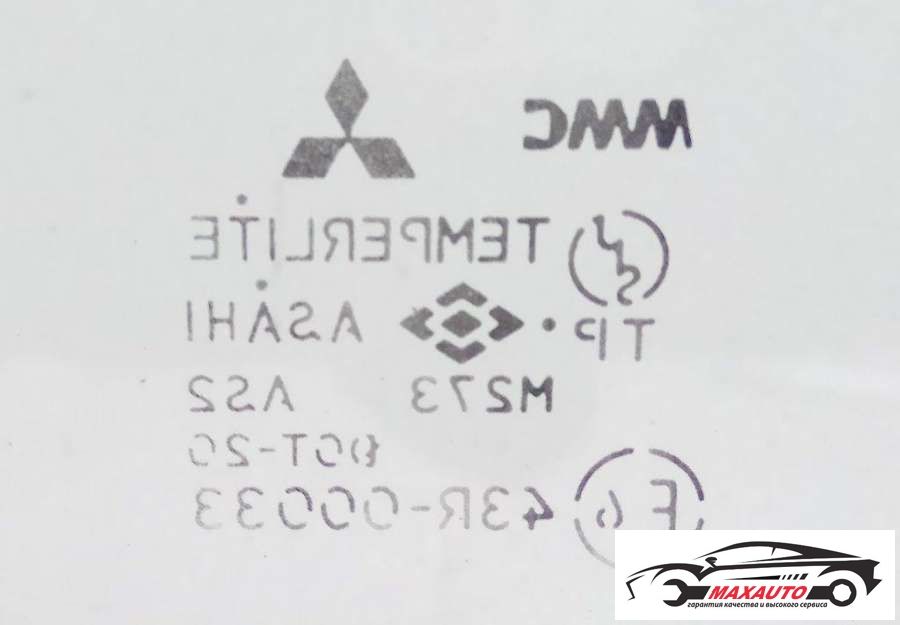 MMC
TEMPERLITE
ASAHI
TP
M273 AS2
DOT-20
E6 43R-00033
MAXAUTO
гарантия качества и высокого сервиса